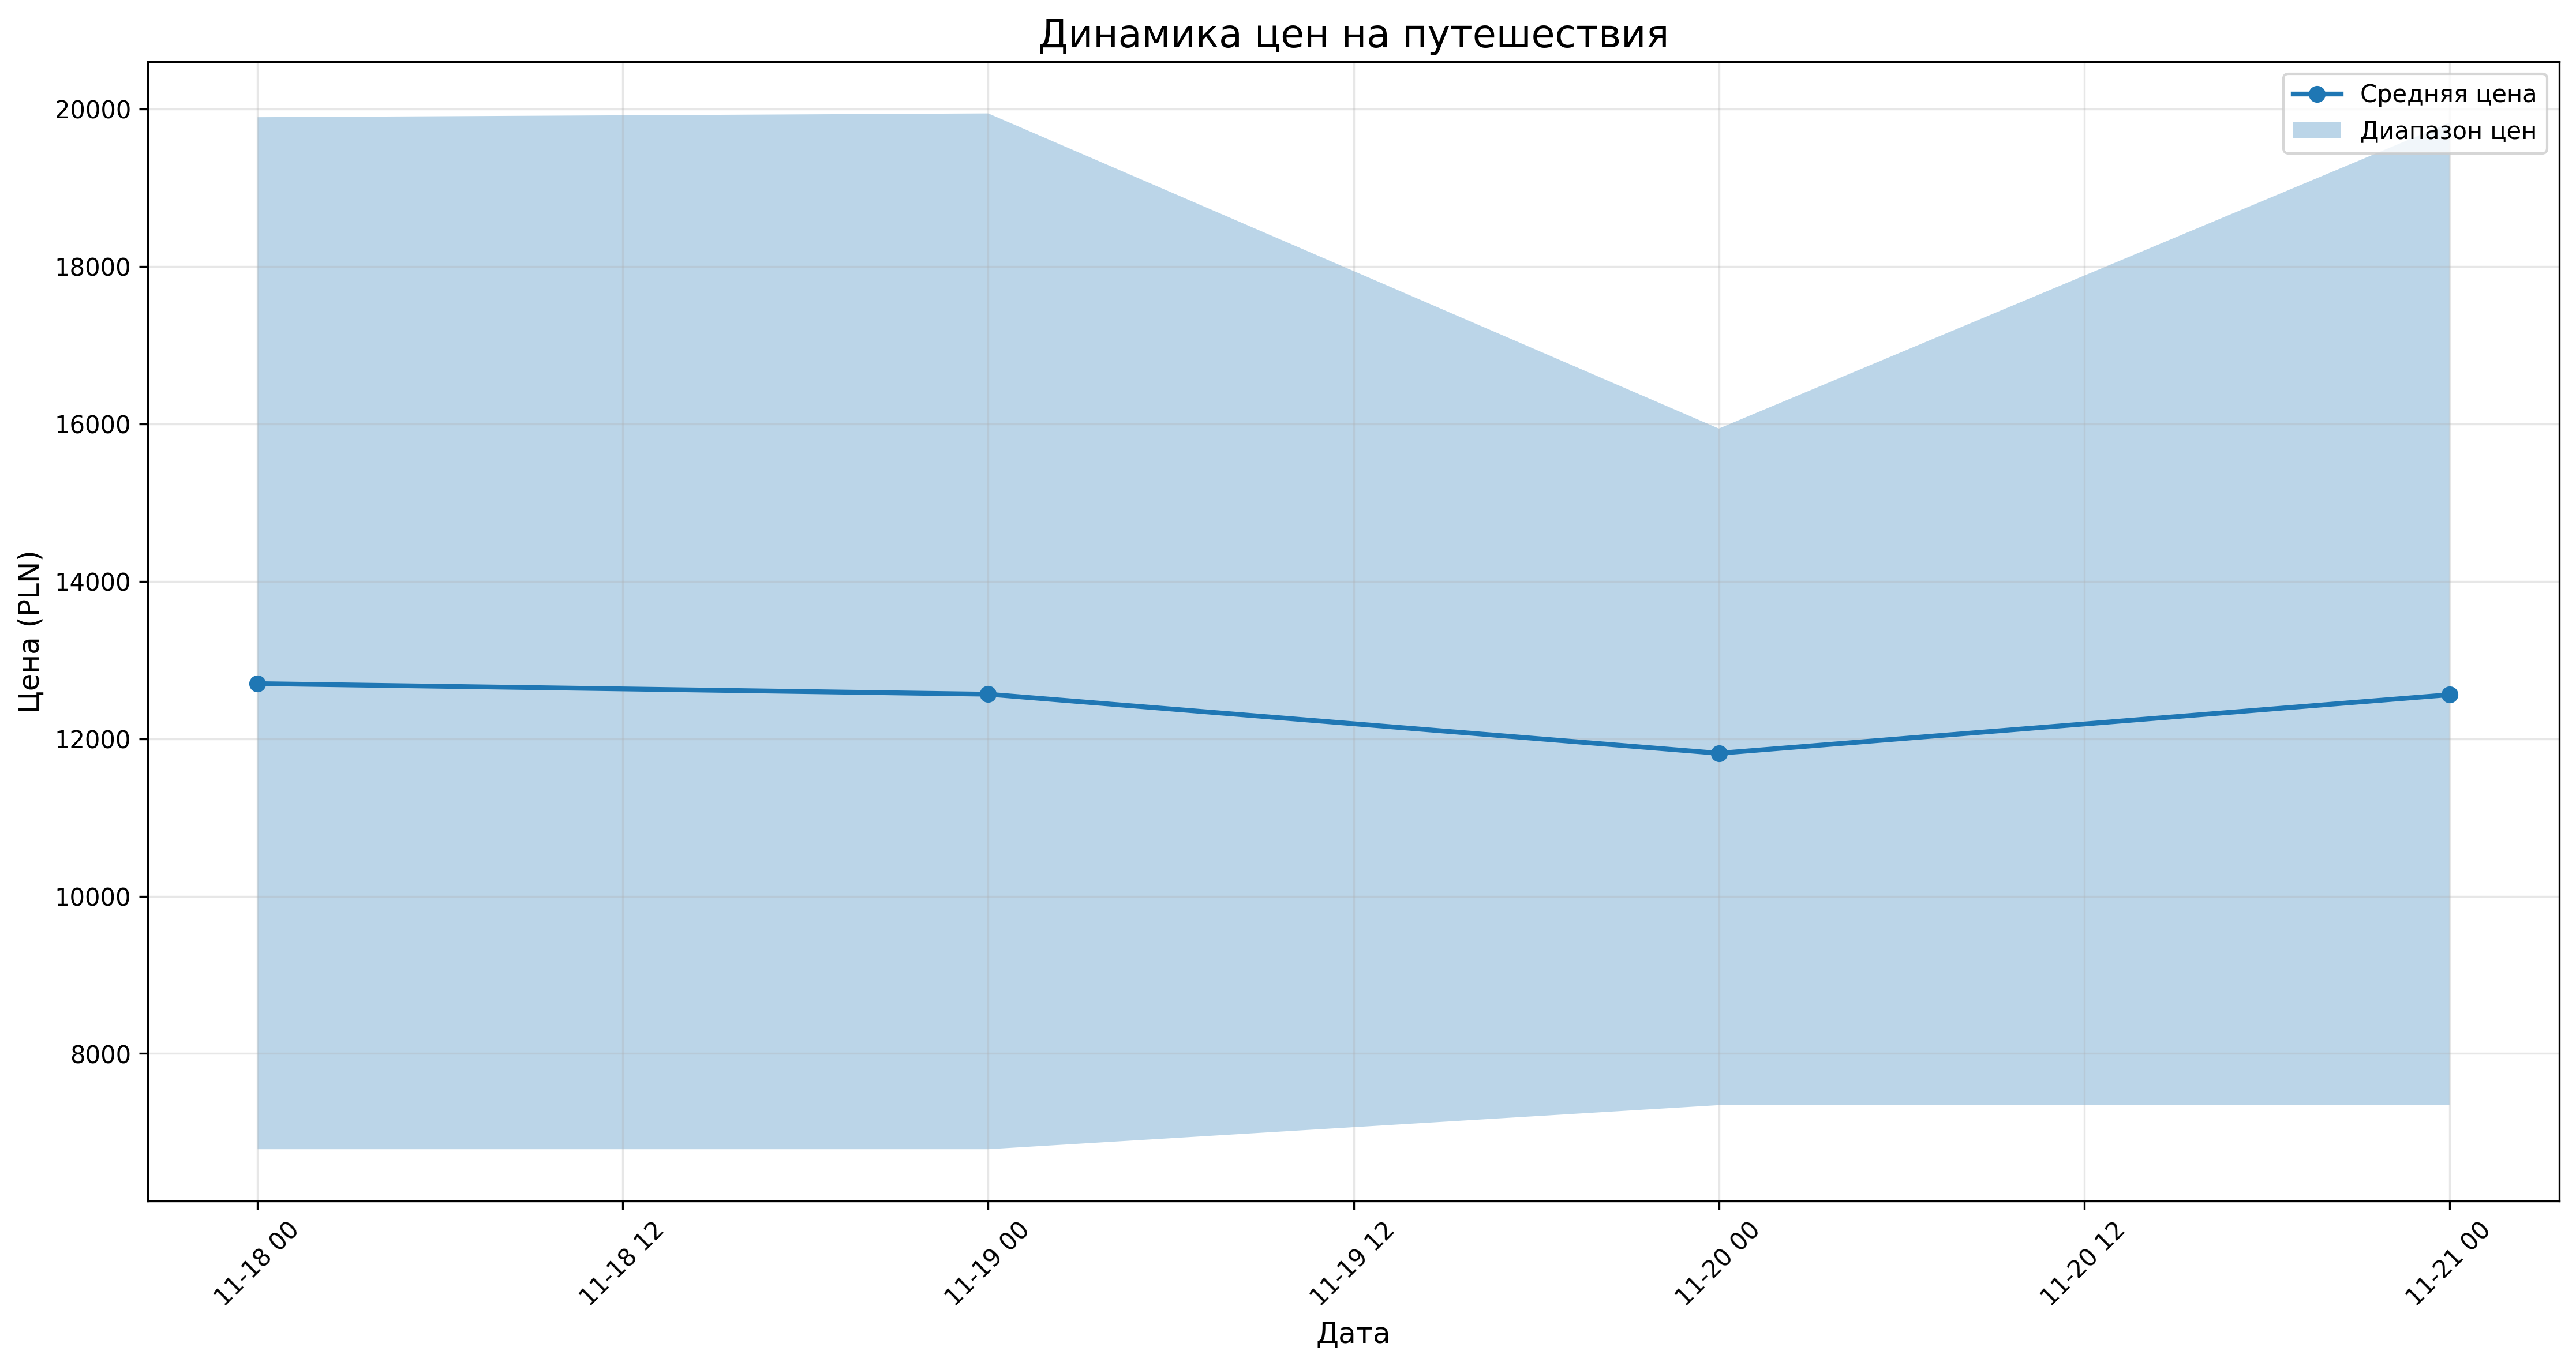 Динамика цен на путешествия
Средняя цена
Диапазон цен
Цена (PLN)
20000
18000
16000
14000
12000
10000
8000
11-18 00
11-18 12
11-19 00
11-19 12
11-20 00
11-20 12
11-21 00
Дата